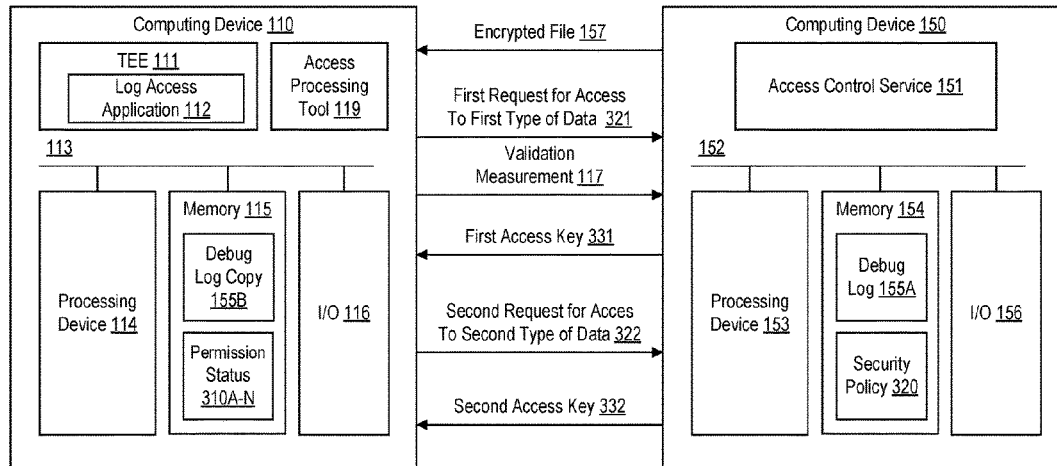 Computing Device 110
TEE 111
Log Access
Application 112
Access
Processing
Tool 119
113
Processing
Device 114
Memory 115
Debug
Log Copy
155B
Permission
Status
310A-N
I/O 116
Encrypted File 157
First Request for Access
To First Type of Data 321
Validation
Measurement 117
First Access Key 331
Second Request for Acces
To Second Type of Data 322
Second Access Key 332
Computing Device 150
Access Control Service 151
152
Processing
Device 153
Memory 154
Debug
Log 155A
Security
Policy 320
I/O 156